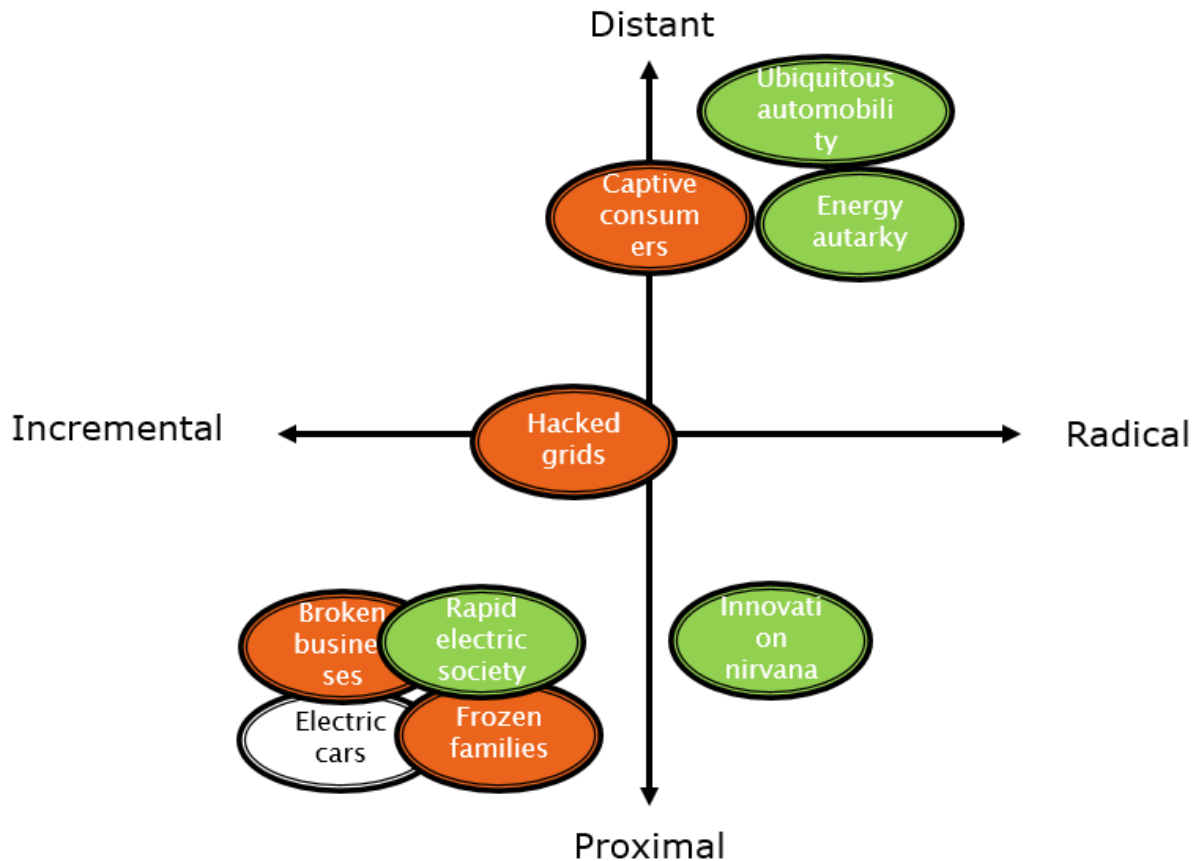 Distant
Ubiquitous
automobili
ty
Captive
consum
ers
Energy
autarky
Incremental
Hacked
grids
Radical
Broken
busine
ses
Rapid
electric
society
Innovati
on
nirvana
Electric
cars
Frozen
families
Proximal